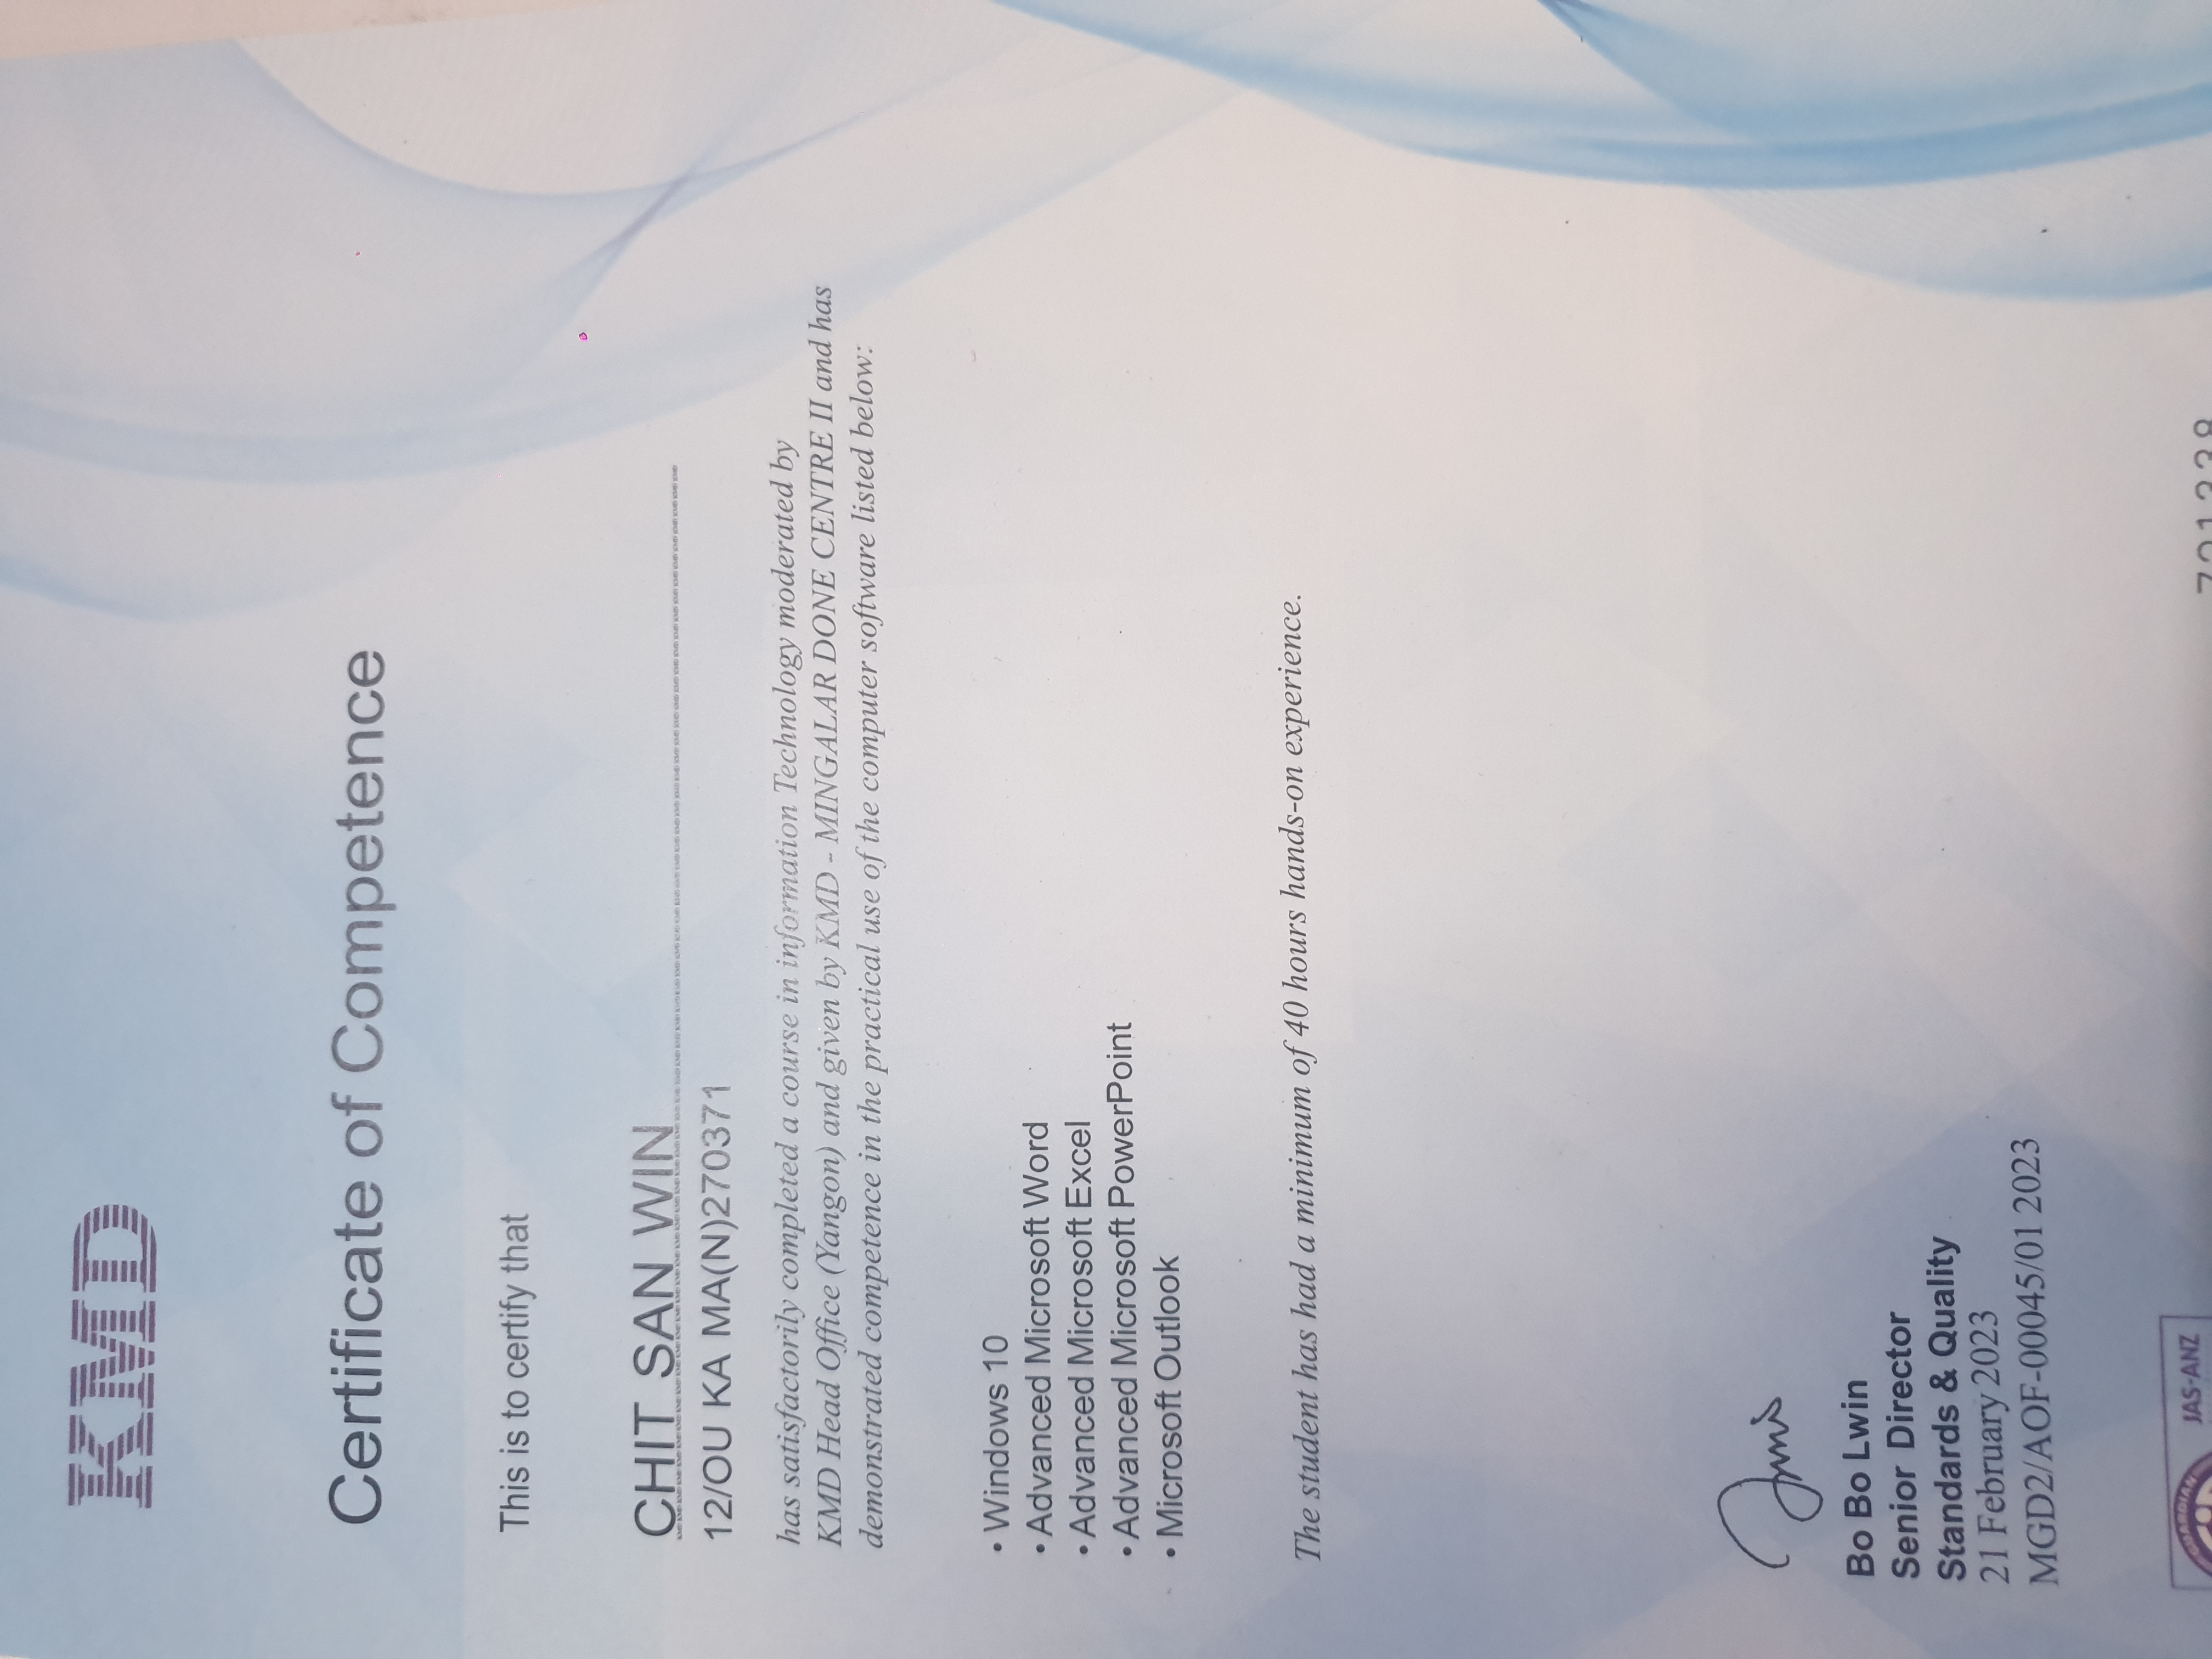 KMD
Certificate of Competence
This is to certify that
CHIT SAN WIN
12/OU KA MA(N)270371
has satisfactorily completed a course in information Technology moderated by
KMD Head Office (Yangon) and given by KMD - MINGALAR DONE CENTRE II and has
demonstrated competence in the practical use of the computer software listed below:
• Windows 10
• Advanced Microsoft Word
• Advanced Microsoft Excel
• Advanced Microsoft PowerPoint
• Microsoft Outlook
The student has had a minimum of 40 hours hands-on experience.
Bo Bo Lwin
Senior Director
Standards & Quality
21 February 2023
MGD2/AOF-00045/01 2023
GUARDIAN
JAS-ANZ